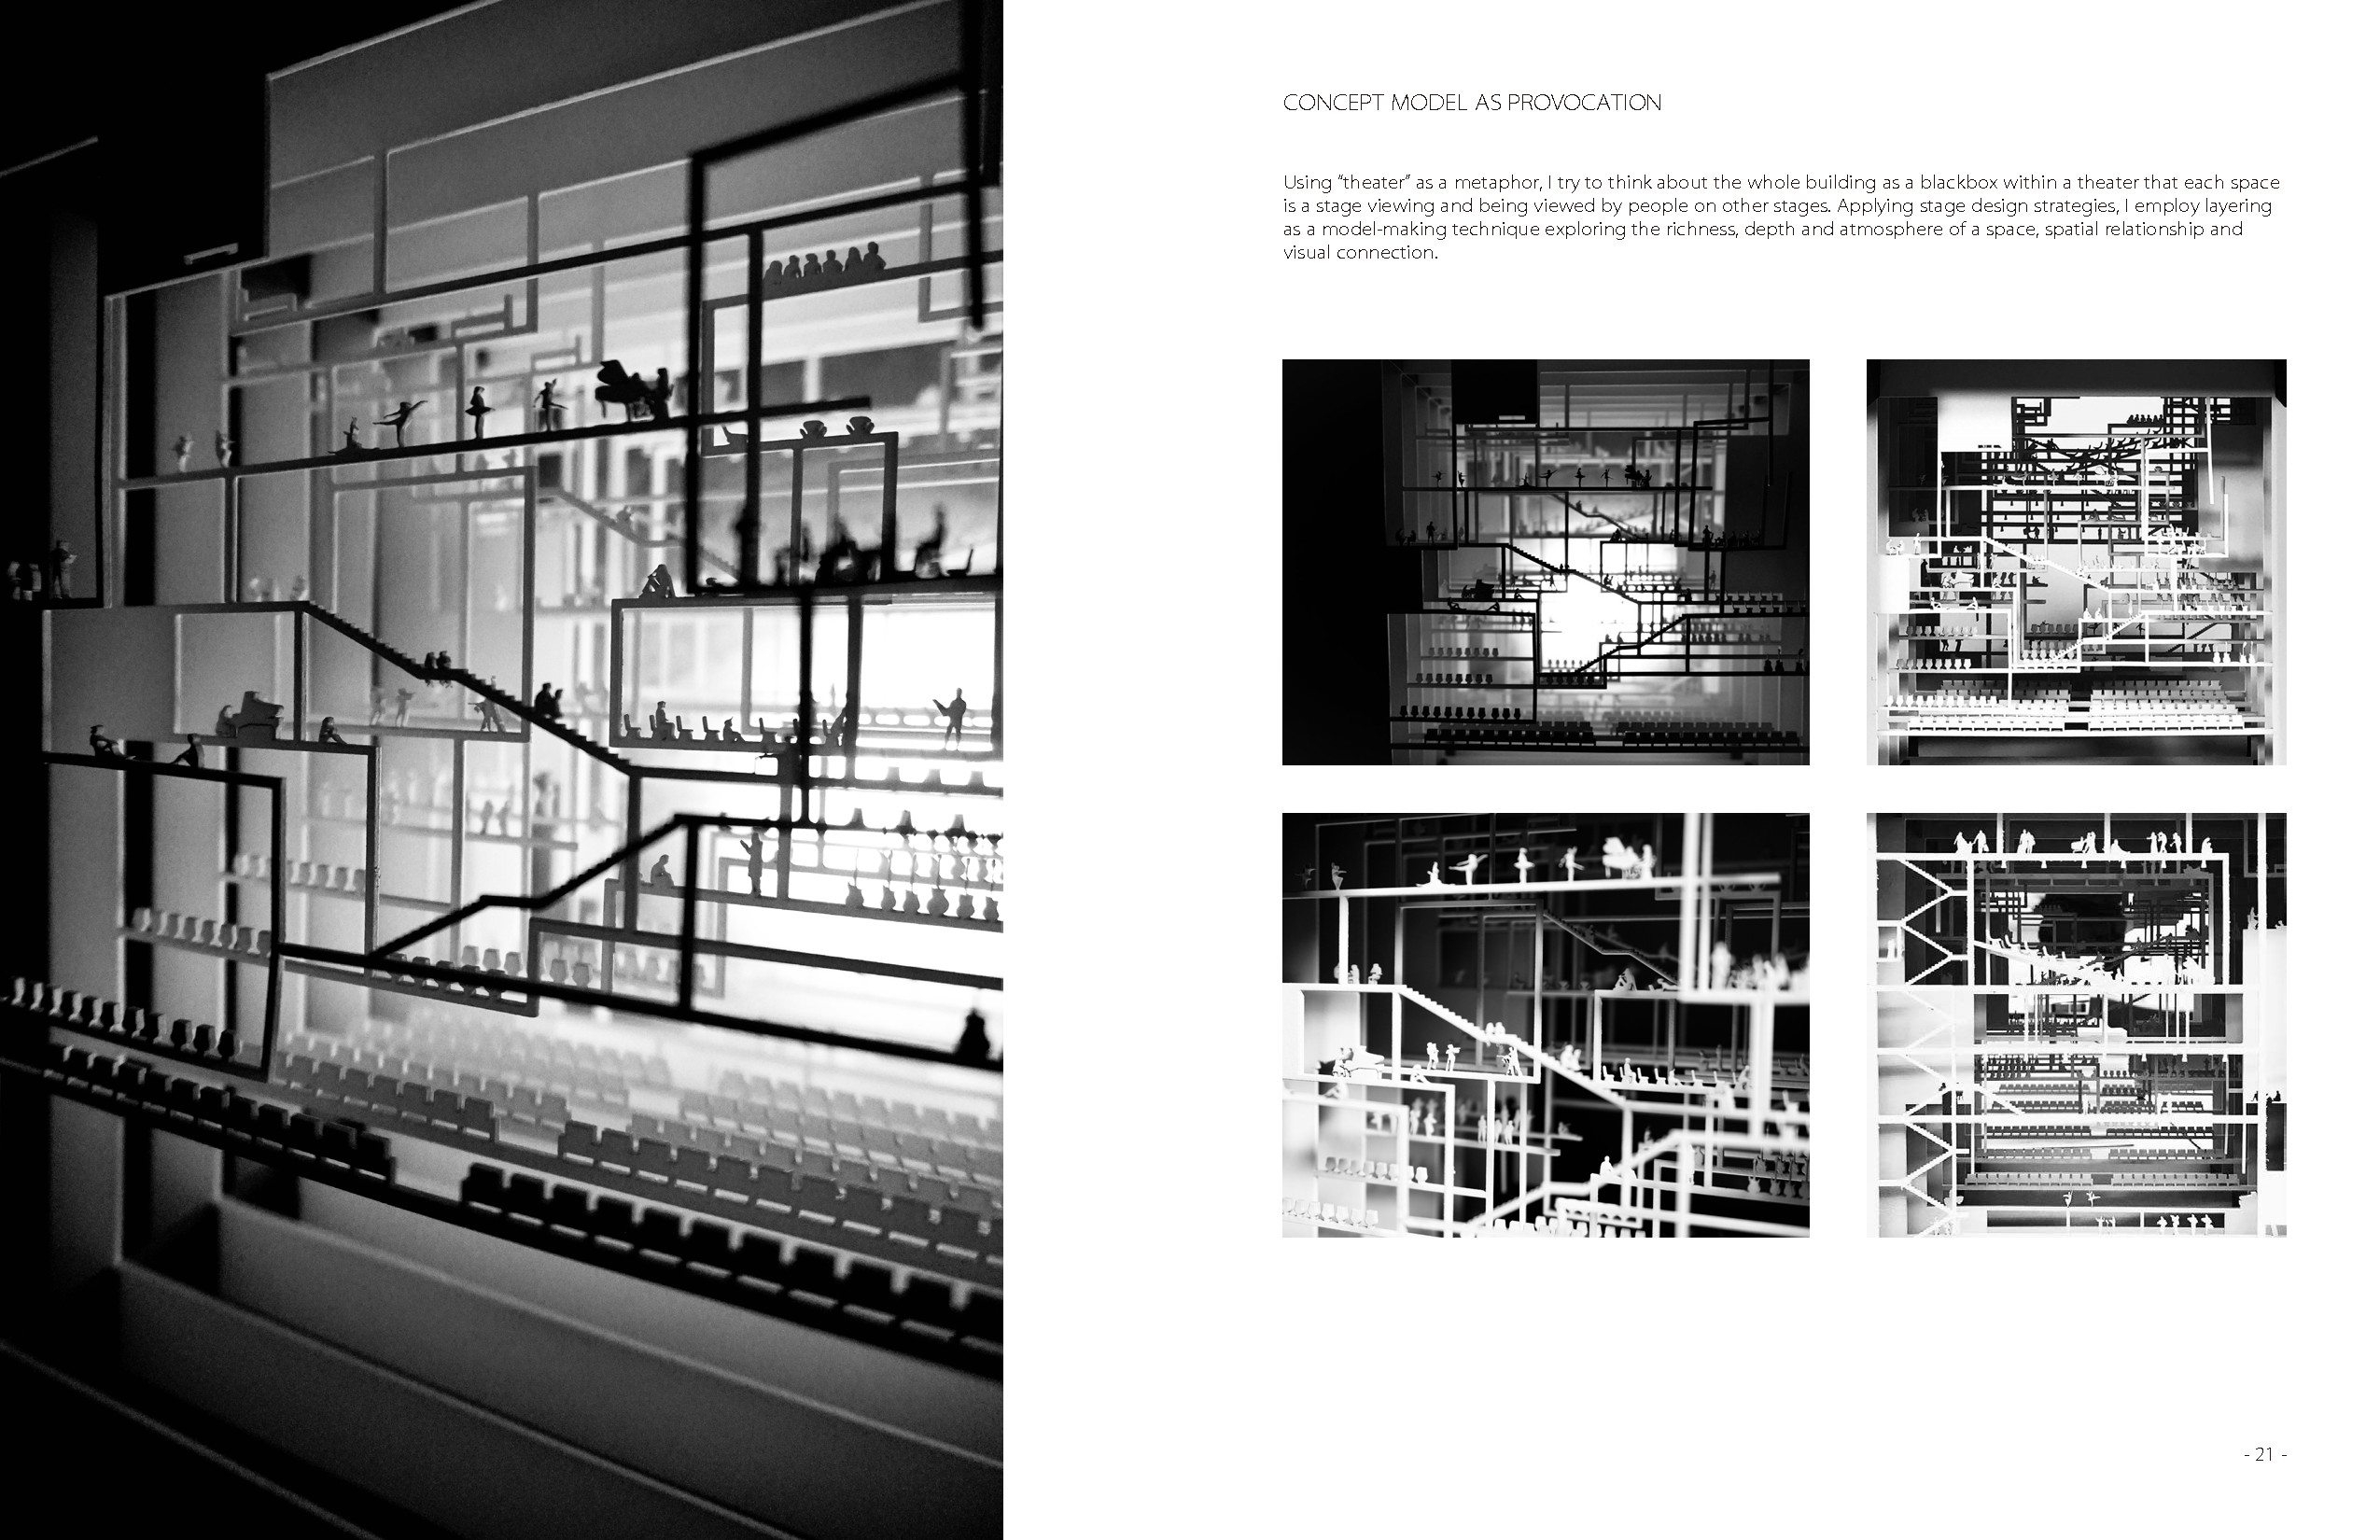 CONCEPT MODEL AS PROVOCATION
Using “theater” as a metaphor, I try to think about the whole building as a blackbox within a theater that each space
is a stage viewing and being viewed by people on other stages. Applying stage design strategies, I employ layering
as a model-making technique exploring the richness, depth and atmosphere of a space, spatial relationship and
visual connection.
- 21 -